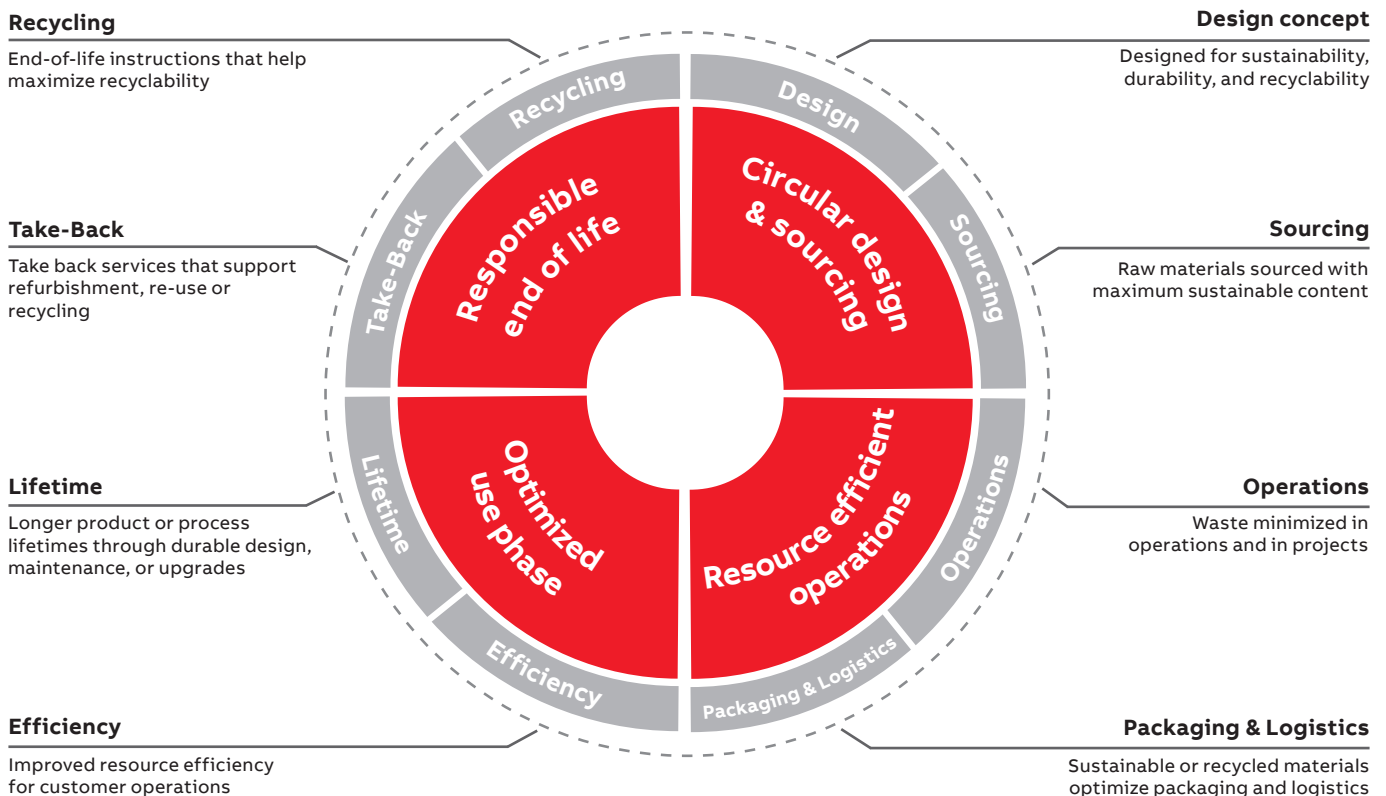 Recycling
End-of-life instructions that help
maximize recyclability
Take-Back
Take back services that support
refurbishment, re-use or
recycling
Lifetime
Longer product or process
lifetimes through durable design,
maintenance, or upgrades
Efficiency
Improved resource efficiency
for customer operations
Recycling
Design
Take-Back
Sourcing
Lifetime
Operations
Efficiency
Packaging & Logistics
Responsible
end of life
Circular design
& sourcing
Optimized
use phase
Resource efficient
operations
Design concept
Designed for sustainability,
durability, and recyclability
Sourcing
Raw materials sourced with
maximum sustainable content
Operations
Waste minimized in
operations and in projects
Packaging & Logistics
Sustainable or recycled materials
optimize packaging and logistics